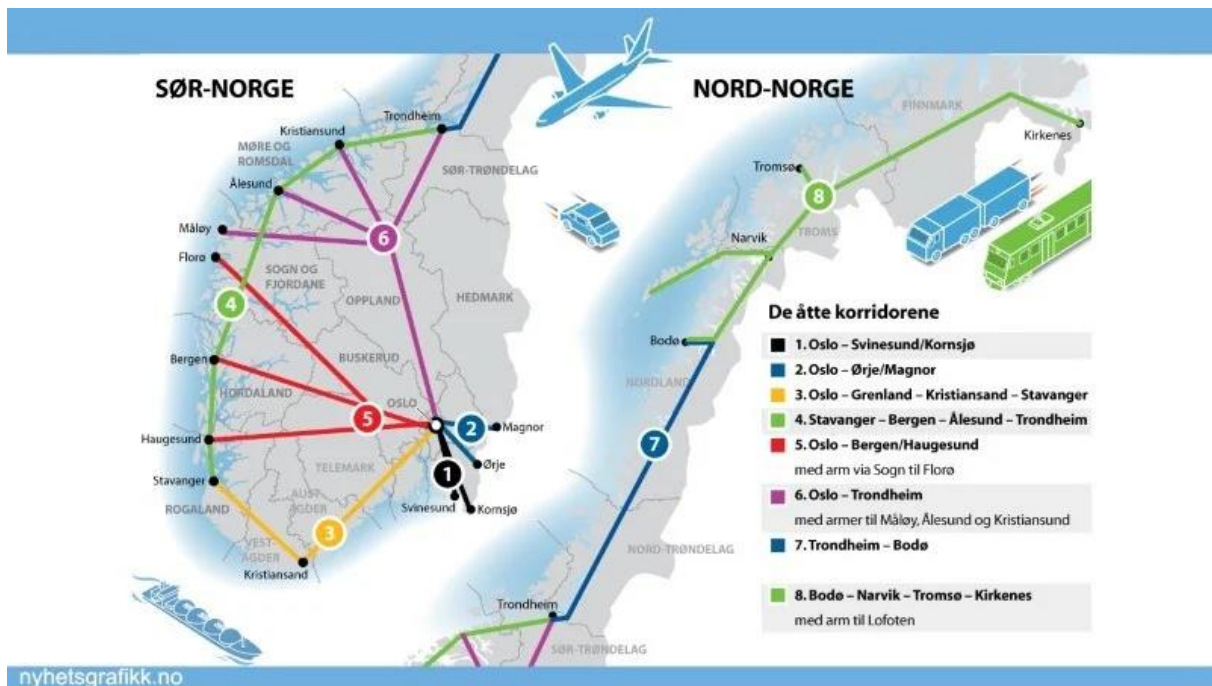 SØR-NORGE
Trondheim
Kristiansund
MØRE OG
ROMSDAL
SØR-TRØNDELAG
Ålesund
Måløy
6
Florø
SOGN OG
FJORDANE
OPPLAND
HEDMARK
4
Bergen
BUSKERUD
HORDALAND
OSLO
5
2
Magnor
Haugesund
TELEMARK
Ørje
1
Stavanger
AUST
AGDER
Svinesund
Kornsjø
ROGALAND
3
VEST-
AGDER
Kristiansand
NORD-NORGE
FINNMARK
Kirkenes
Tromsø
8
TROMS
Narvik
Bodø
NORDLAND
7
NORD-TRØNDELAG
Trondheim
SØR-TRØNDELAG
De åtte korridorene
1. Oslo – Svinesund/Kornsjø
2. Oslo – Ørje/Magnor
3. Oslo – Grenland – Kristiansand – Stavanger
4. Stavanger – Bergen – Ålesund – Trondheim
5. Oslo – Bergen/Haugesund
med arm via Sogn til Florø
6. Oslo – Trondheim
med armer til Måløy, Ålesund og Kristiansund
7. Trondheim – Bodø
8. Bodø – Narvik – Tromsø – Kirkenes
med arm til Lofoten
nyhetsgrafikk.no